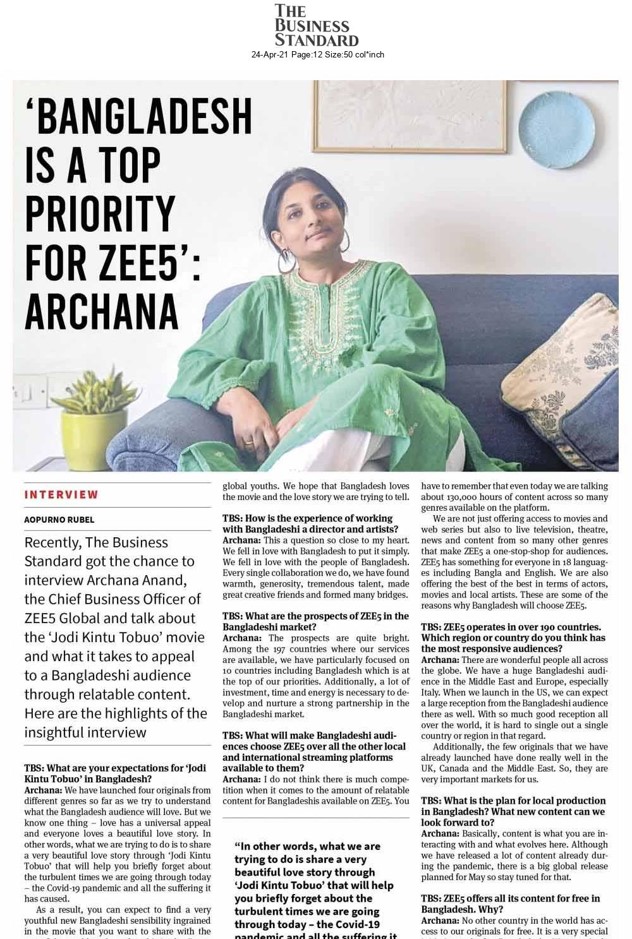 THE
BUSINESS
STANDARD
24-Apr-21 Page:12 Size:50 col*inch
‘BANGLADESH
IS A TOP
PRIORITY
FOR ZEE5’:
ARCHANA
INTERVIEW
AOPURNO RUBEL
Recently, The Business
Standard got the chance to
interview Archana Anand,
the Chief Business Officer of
ZEE5 Global and talk about
the ‘Jodi Kintu Tobuo’ movie
and what it takes to appeal
to a Bangladeshi audience
through relatable content.
Here are the highlights of the
insightful interview
TBS: What are your expectations for ‘Jodi
Kintu Tobuo’ in Bangladesh?
Archana: We have launched four originals from
different genres so far as we try to understand
what the Bangladesh audience will love. But we
know one thing – love has a universal appeal
and everyone loves a beautiful love story. In
other words, what we are trying to do is to share
a very beautiful love story through ‘Jodi Kintu
Tobuo’ that will help you briefly forget about
the turbulent times we are going through today
– the Covid-19 pandemic and all the suffering it
has caused.
As a result, you can expect to find a very
youthful new Bangladeshi sensibility ingrained
in the movie that you want to share with the
global youths. We hope that Bangladesh loves
the movie and the love story we are trying to tell.
TBS: How is the experience of working
with Bangladeshi a director and artists?
Archana: This a question so close to my heart.
We fell in love with Bangladesh to put it simply.
We fell in love with the people of Bangladesh.
Every single collaboration we do, we have found
warmth, generosity, tremendous talent, made
great creative friends and formed many bridges.
TBS: What are the prospects of ZEE5 in the
Bangladesh market?
Archana: The prospects are quite bright.
Among the 197 countries where our services
are available, we have particularly focused on
10 countries including Bangladesh which is at
the top of our priorities. Additionally, a lot of
investment, time and energy is necessary to de-
velop and nurture a strong partnership in the
Bangladeshi market.
TBS: What will make Bangladeshi audi-
ences choose ZEE5 over all the other local
and international streaming platforms
available to them?
Archana: I do not think there is much compe-
tition when it comes to the amount of relatable
content for Bangladeshis available on ZEE5. You
“In other words, what we are
trying to do is share a very
beautiful love story through
‘Jodi Kintu Tobuo’ that will help
you briefly forget about the
turbulent times we are going
through today – the Covid-19
pandemic and all the suffering it
have to remember that even today we are talking
about 130,000 hours of content across so many
genres available on the platform.
We are not just offering access to movies and
web series but also to live television, theatre,
news and content from so many other genres
that make ZEE5 a one-stop-shop for audiences.
ZEE5 has something for everyone in 18 languag-
es including Bangla and English. We are also
offering the best of the best in terms of actors,
movies and local artists. These are some of the
reasons why Bangladesh will choose ZEE5.
TBS: ZEE5 operates in over 190 countries.
Which region or country do you think has
the most responsive audiences?
Archana: There are wonderful people all across
the globe. We have a huge Bangladeshi audi-
ence in the Middle East and Europe, especially
Italy. When we launch in the US, we can expect
a large reception from the Bangladeshi audience
there as well. With so much good reception all
over the world, it is hard to single out a single
country or region in that regard.
Additionally, the few originals that we have
already launched have done really well in the
UK, Canada and the Middle East. So, they are
very important markets for us.
TBS: What is the plan for local production
in Bangladesh? What new content can we
look forward to?
Archana: Basically, content is what you are in-
teracting with and what evolves here. Although
we have released a lot of content already dur-
ing the pandemic, there is a big global release
planned for May so stay tuned for that.
TBS: ZEE5 offers all its content for free in
Bangladesh. Why?
Archana: No other country in the world has ac-
cess to our originals for free. It is a very special